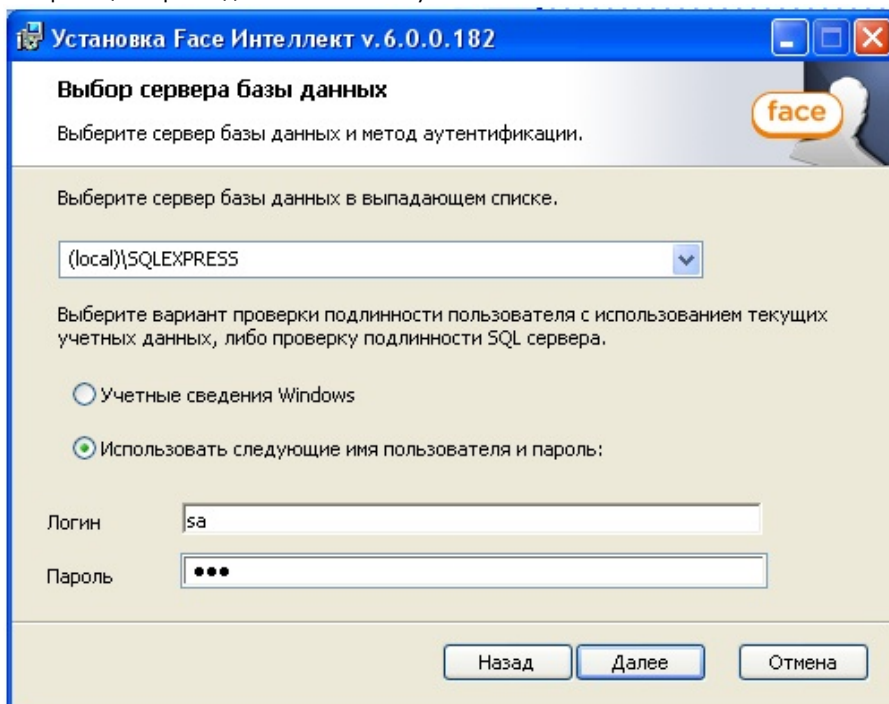 Установка Face Интеллект v.6.0.0.182
Выбор сервера базы данных
face
Выберите сервер базы данных и метод аутентификации.
Выберите сервер базы данных в выпадающем списке.
(local)\SQLEXPRESS
Выберите вариант проверки подлинности пользователя с использованием текущих
учетных данных, либо проверку подлинности SQL сервера.
Учетные сведения Windows
Использовать следующие имя пользователя и пароль:
Логин
sa
Пароль
●●●
Назад
Далее
Отмена